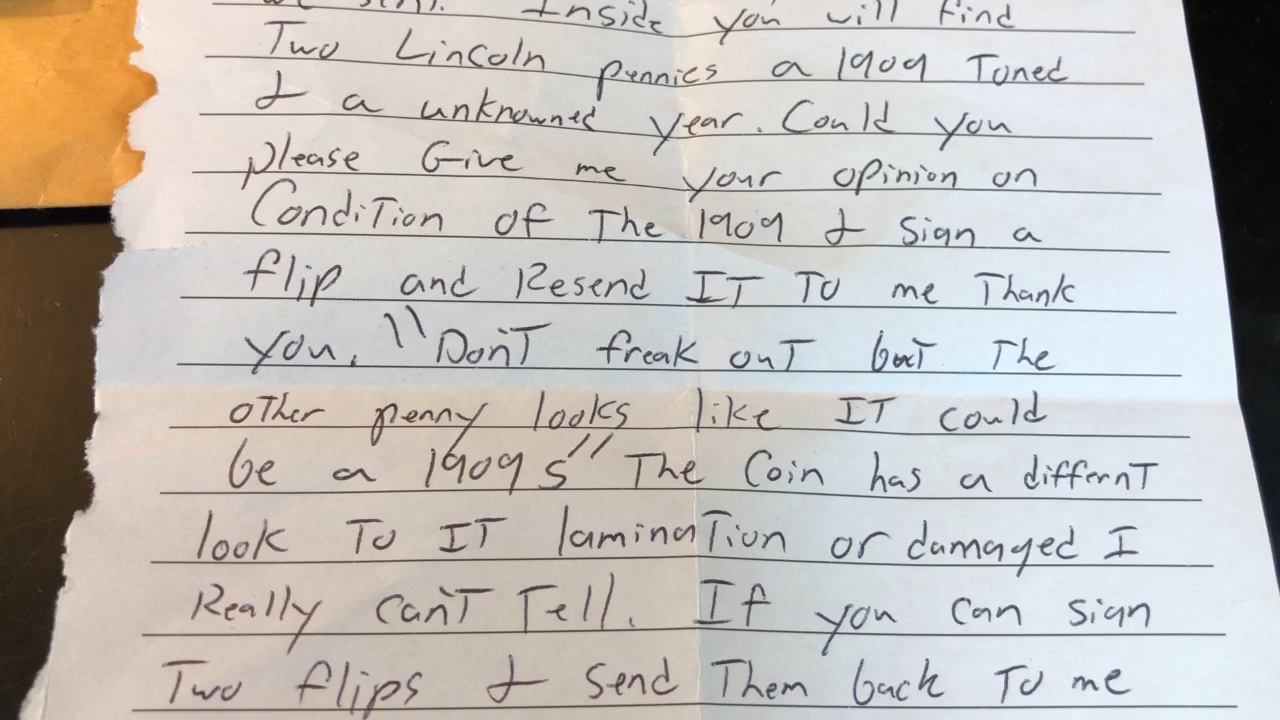 Inside you will find
Two Lincoln pennies a 1909 Toned
& a unknowned year. Could you
please Give me your opinion on
Condition of The 1909 & Sign a
flip and Resend IT To me Thank
you. "Don't freak out but The
other penny looks like IT could
be a 1909 S" The Coin has a differnt
look To IT lamination or damaged I
Really can't Tell. If you can sign
Two flips & Send Them back To me